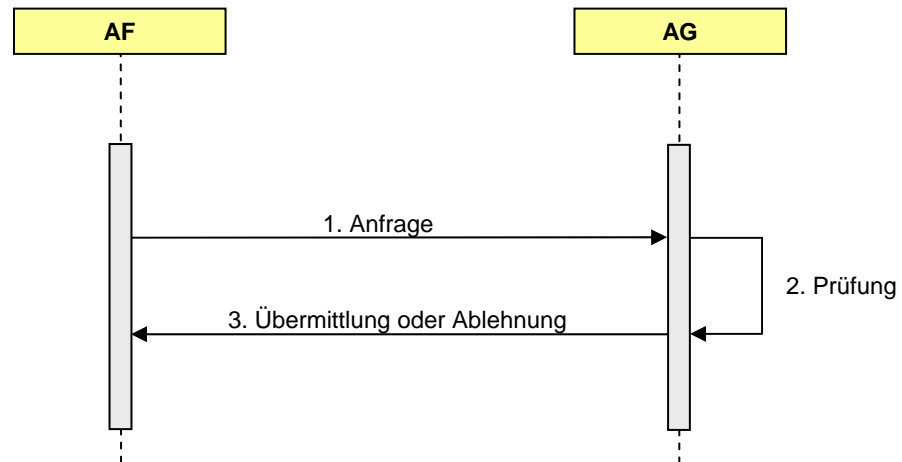 AF
AG
1. Anfrage
2. Prüfung
3. Übermittlung oder Ablehnung